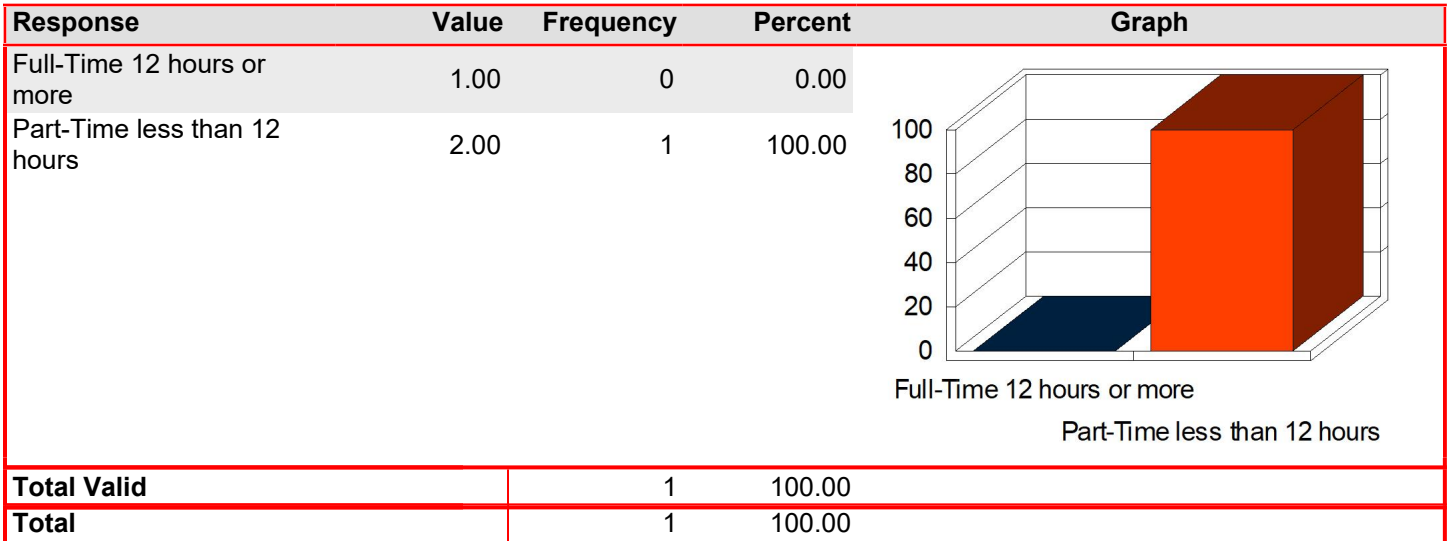 Response Value Frequency Percent Graph
Full-Time 12 hours or
more 1.00 0 0.00
Part-Time less than 12
hours 2.00 1 100.00
100
80
60
40
20
0
Full-Time 12 hours or more
Part-Time less than 12 hours
Total Valid 1 100.00
Total 1 100.00